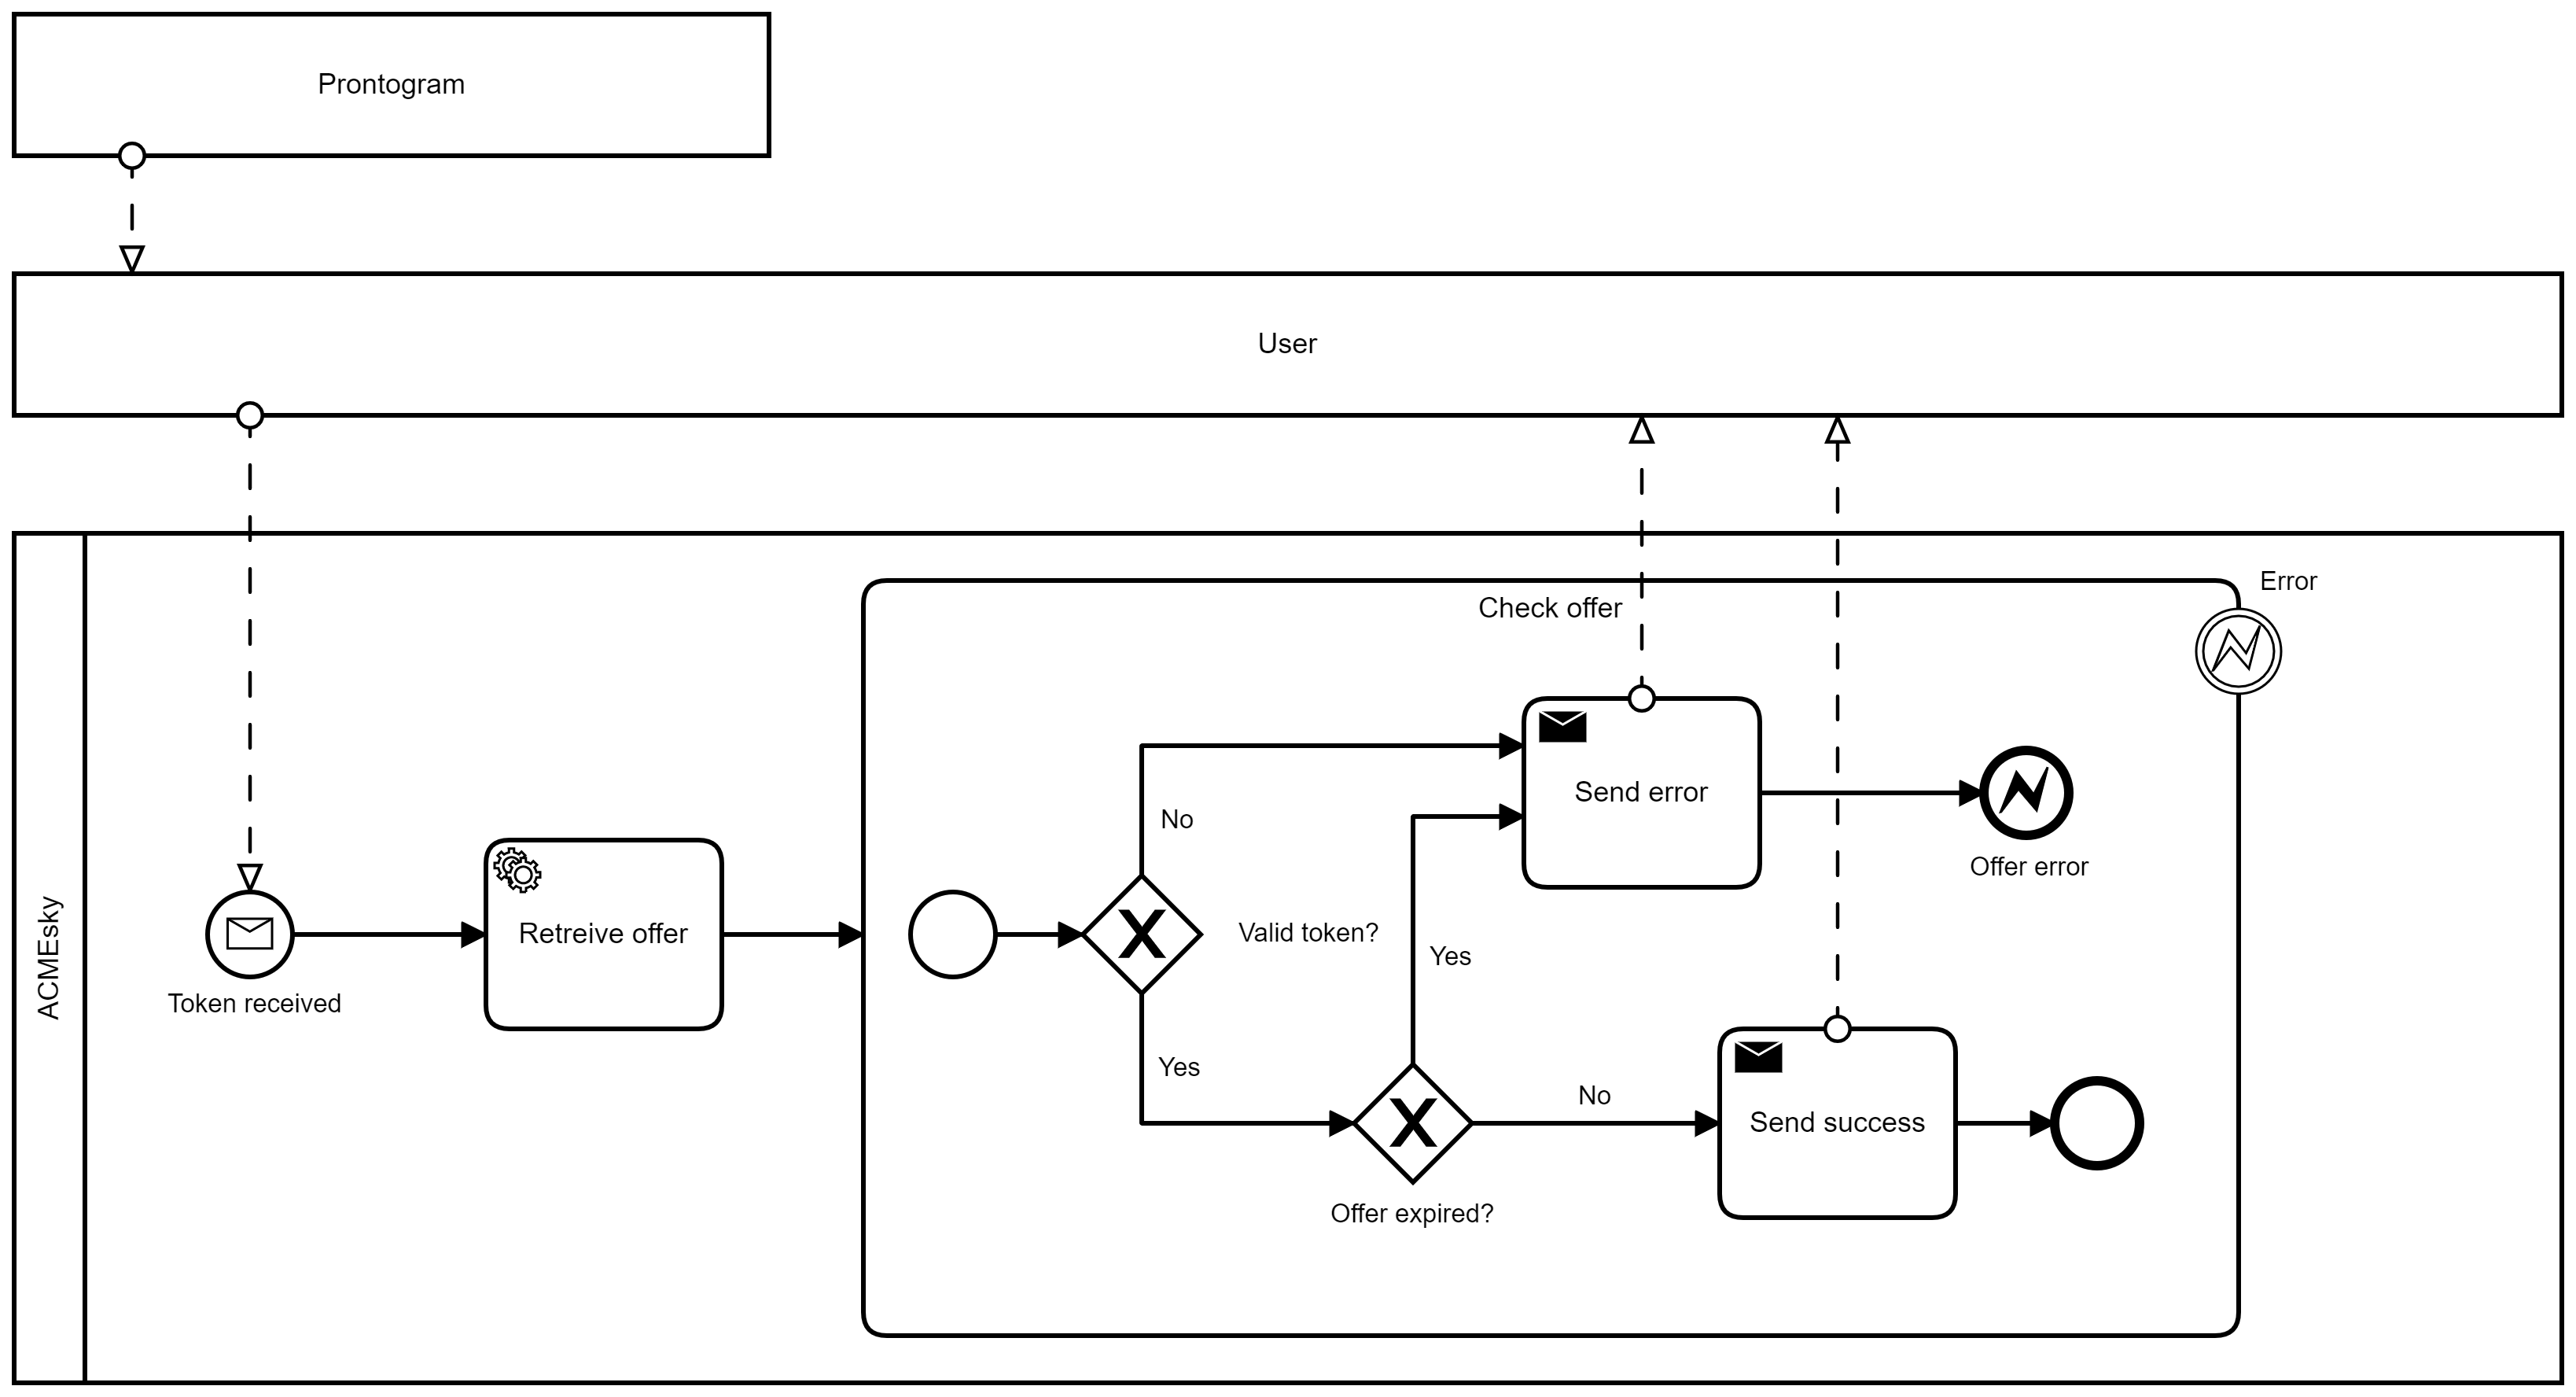 Prontogram
User
ACMEsky
Error
Check offer
Send error
No
Offer error
Retreive offer
Valid token?
Yes
Token received
Yes
No
Send success
Offer expired?